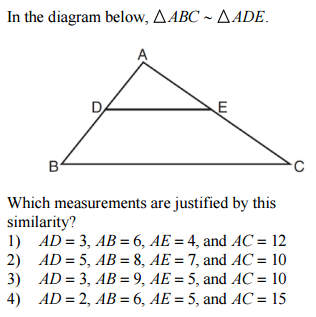 In the diagram below, △ABC ~ △ADE.
A
D
E
B
C
Which measurements are justified by this
similarity?
1) AD = 3, AB = 6, AE = 4, and AC = 12
2) AD = 5, AB = 8, AE = 7, and AC = 10
3) AD = 3, AB = 9, AE = 5, and AC = 10
4) AD = 2, AB = 6, AE = 5, and AC = 15